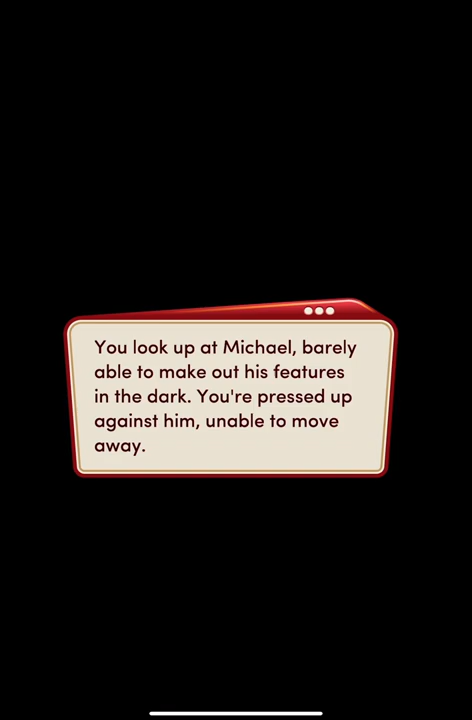 You look up at Michael, barely
able to make out his features
in the dark. You're pressed up
against him, unable to move
away.